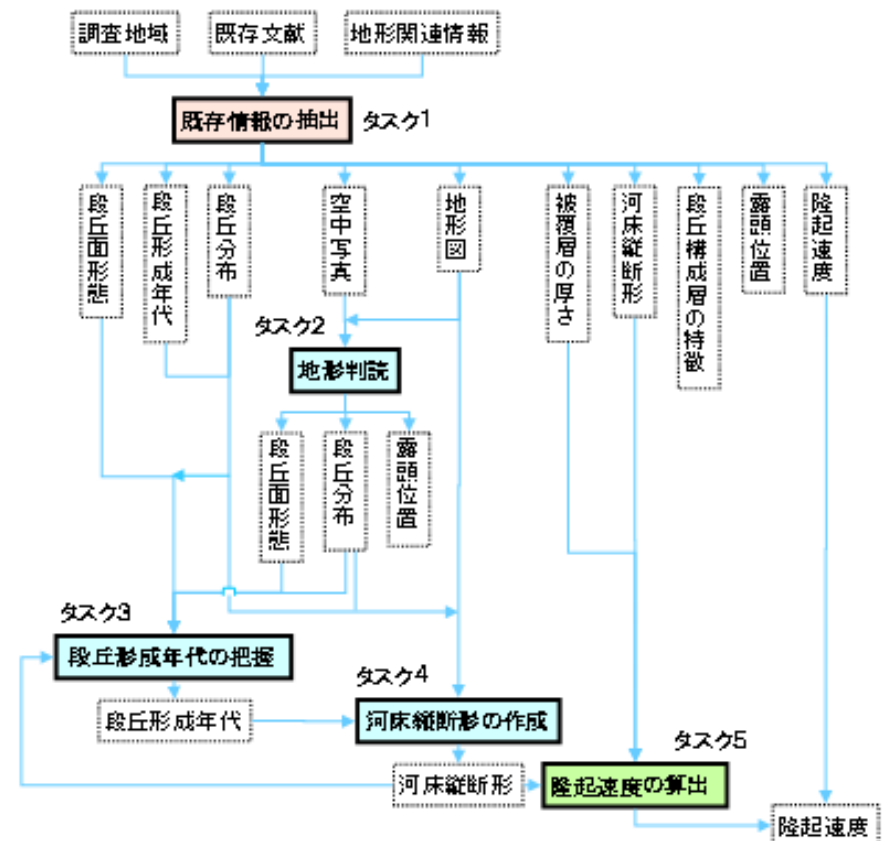 調査地域
既存文献
地形関連情報
既存情報の抽出
タスク1
段丘面形態
段丘形成年代
段丘分布
空中写真
地形図
被覆層の厚さ
河床縦断形
段丘構成層の特徴
露頭位置
隆起速度
タスク2
地形判読
段丘面形態
段丘分布
露頭位置
タスク3
段丘形成年代の把握
タスク4
段丘形成年代
河床縦断形の作成
タスク5
河床縦断形
隆起速度の算出
隆起速度